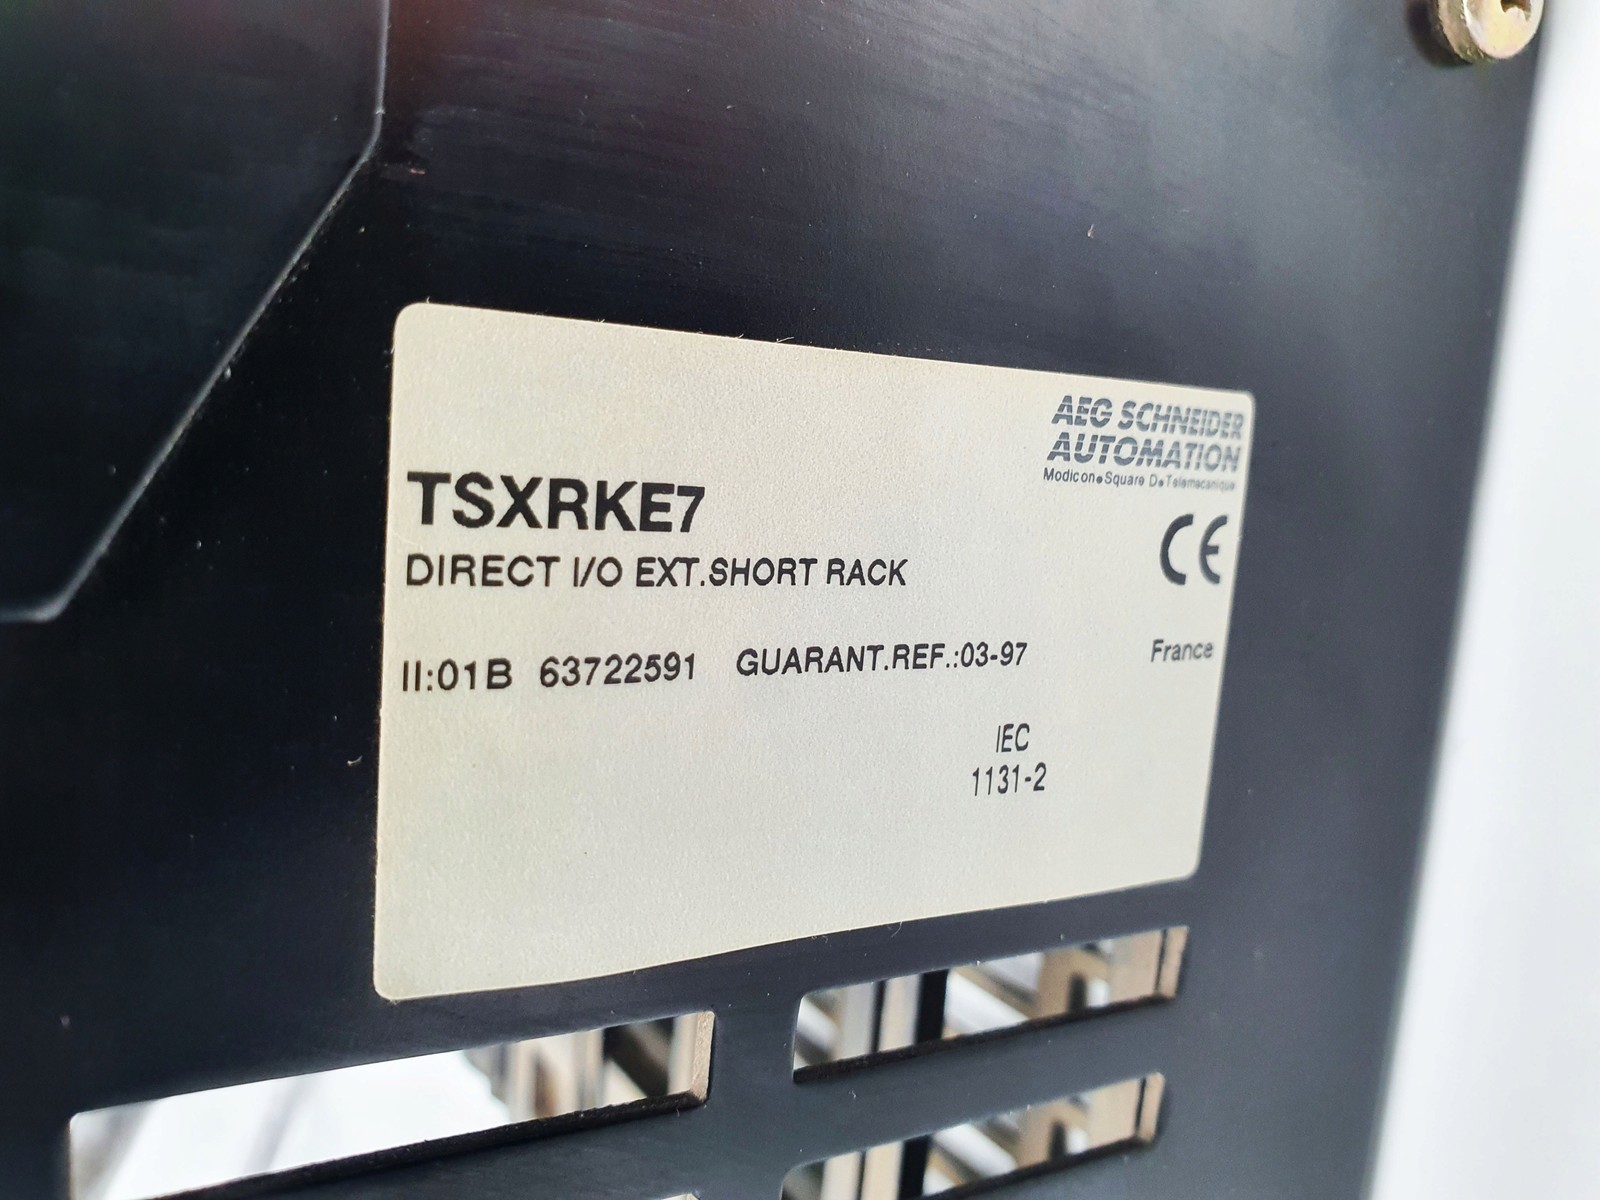 AEG SCHNEIDER
AUTOMATION
Modicon●Square D●Telemecanique
TSXRKE7
DIRECT I/O EXT.SHORT RACK
CE
II:01B 63722591 GUARANT.REF.:03-97 France
IEC
1131-2